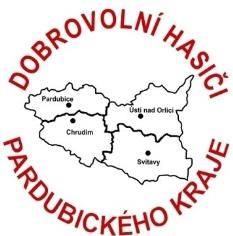 DOBROVOLNÍ HASIČI
Pardubice
Ústí nad Orlicí
Chrudim
Svitavy
PARDUBICKÉHO KRAJE